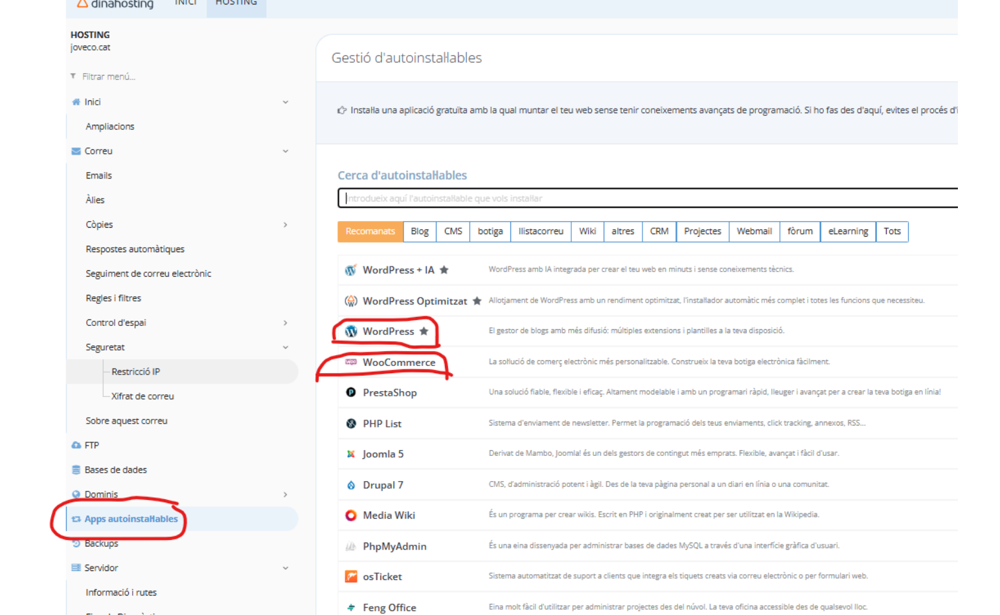 dinahosting INICI HOSTING
HOSTING
joveco.cat
Filtrar menú...
Inici
Ampliacions
Correu
Emails
Àlies
Còpies
Respostes automàtiques
Seguiment de correu electrònic
Regles i filtres
Control d'espai
Seguretat
Restricció IP
Xifrat de correu
Sobre aquest correu
FTP
Bases de dades
Dominis
Apps autoinstaŀlables
Backups
Servidor
Informació i rutes
Gestió d'autoinstaŀlables
Instaŀla una aplicació gratuïta amb la qual muntar el teu web sense tenir coneixements avançats de programació. Si ho fas des d'aquí, evites el procés d'i
Cerca d'autoinstaŀlables
Introdueix aquí l'autoinstaŀlable que vols instaŀlar
Recomanats Blog CMS botiga llistacorreu Wiki altres CRM Projectes Webmail fòrum eLearning Tots
WordPress + IA WordPress amb IA integrada per crear el teu web en minuts i sense coneixements tècnics.
WordPress Optimitzat Allotjament de WordPress amb un rendiment optimitzat, l'instaŀlador automàtic més complet i totes les funcions que necessiteu.
WordPress El gestor de blogs amb més difusió: múltiples extensions i plantilles a la teva disposició.
WooCommerce La soŀlució de comerç electrònic més personalitzable. Construeix la teva botiga electrònica fàcilment.
PrestaShop Una solució fiable, flexible i eficaç. Altament modelable i amb un programari ràpid, lleuger i avançat per a crear la teva botiga en línia!
PHP List Sistema d'enviament de newsletter. Permet la programació dels teus enviaments, click tracking, annexos, RSS...
Joomla 5 Derivat de Mambo, Joomla! és un dels gestors de contingut més emprats. Flexible, avançat i fàcil d'usar.
Drupal 7 CMS, d'administració potent i àgil. Des de la teva pàgina personal a un diari en línia o una comunitat.
Media Wiki És un programa per crear wikis. Escrit en PHP i originalment creat per ser utilitzat en la Wikipedia.
PhpMyAdmin És una eina dissenyada per administrar bases de dades MySQL a través d'una interfície gràfica d'usuari.
osTicket Sistema automatitzat de suport a clients que integra els tiquets creats via correu electrònic o per formulari web.
Feng Office Eina molt fàcil d'utilitzar per administrar projectes des del núvol. La teva oficina accessible des de qualsevol lloc.